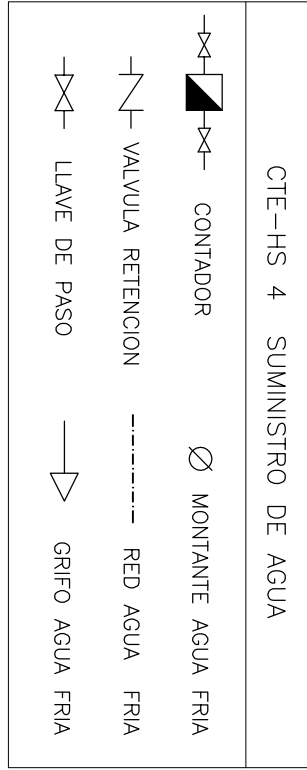 CTE-HS 4 SUMINISTRO DE AGUA
CONTADOR
MONTANTE AGUA FRIA
VALVULA RETENCION
RED AGUA FRIA
LLAVE DE PASO
GRIFO AGUA FRIA